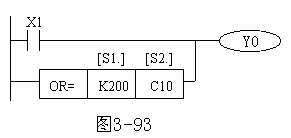 X1
Y0
[S1.] [S2.]
OR= K200 C10
图3-93